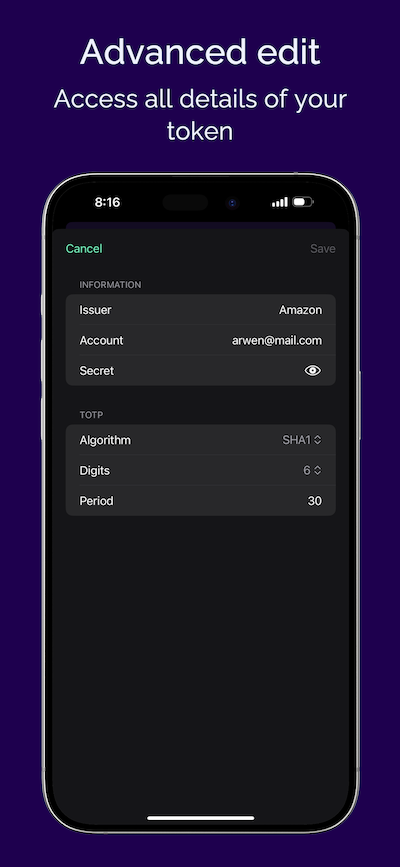 Advanced edit
Access all details of your
token
8:16
Cancel Save
INFORMATION
Issuer Amazon
Account arwen@mail.com
Secret
TOTP
Algorithm SHA1
Digits 6
Period 30